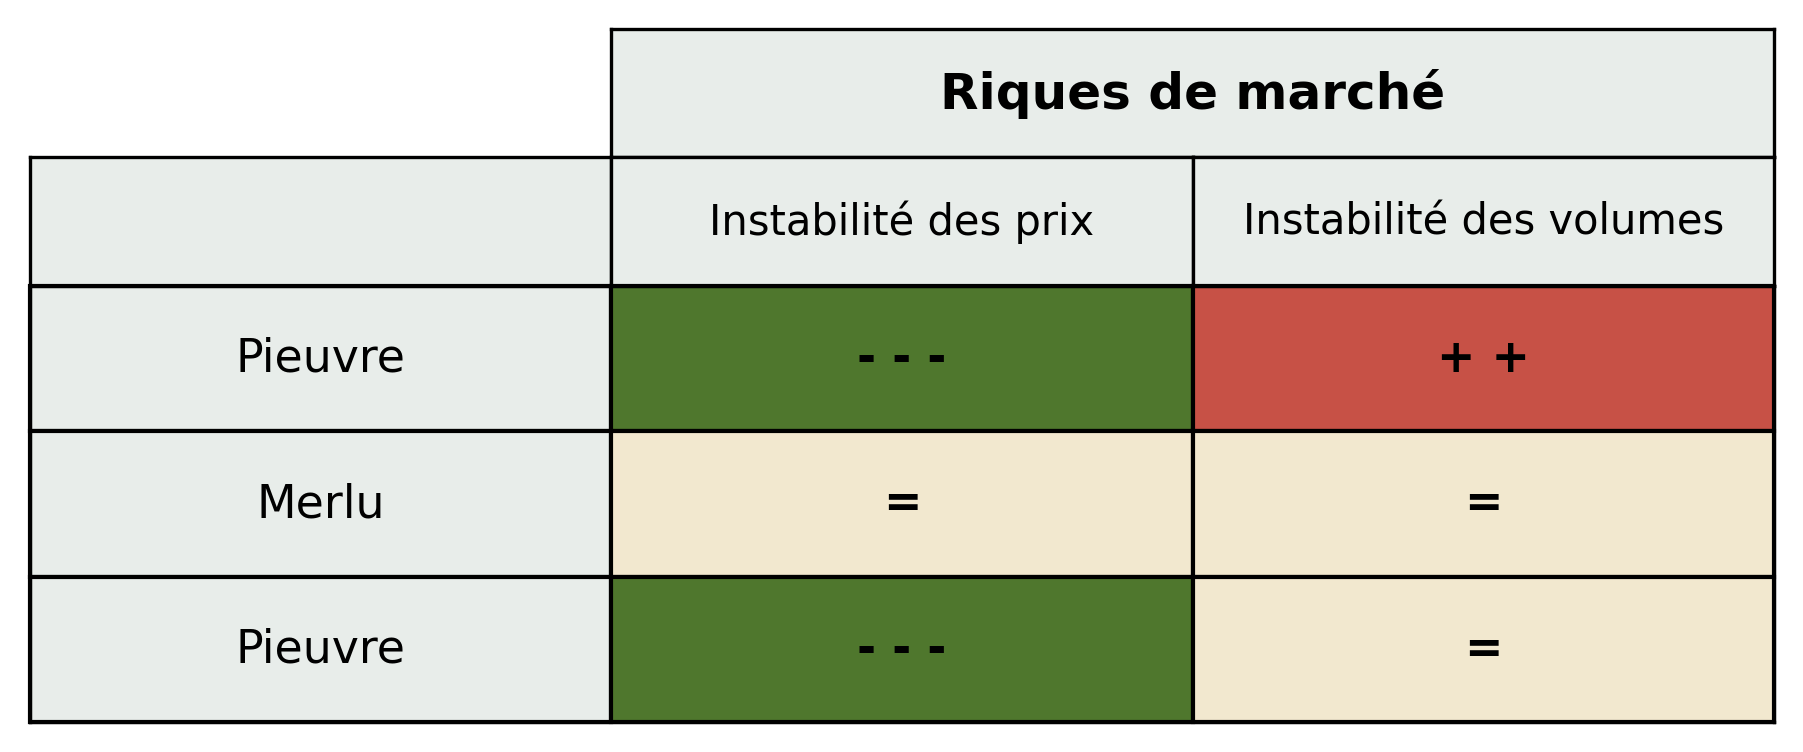 Riques de marché
Instabilité des prix Instabilité des volumes
Pieuvre - - - + +
Merlu = =
Pieuvre - - - =